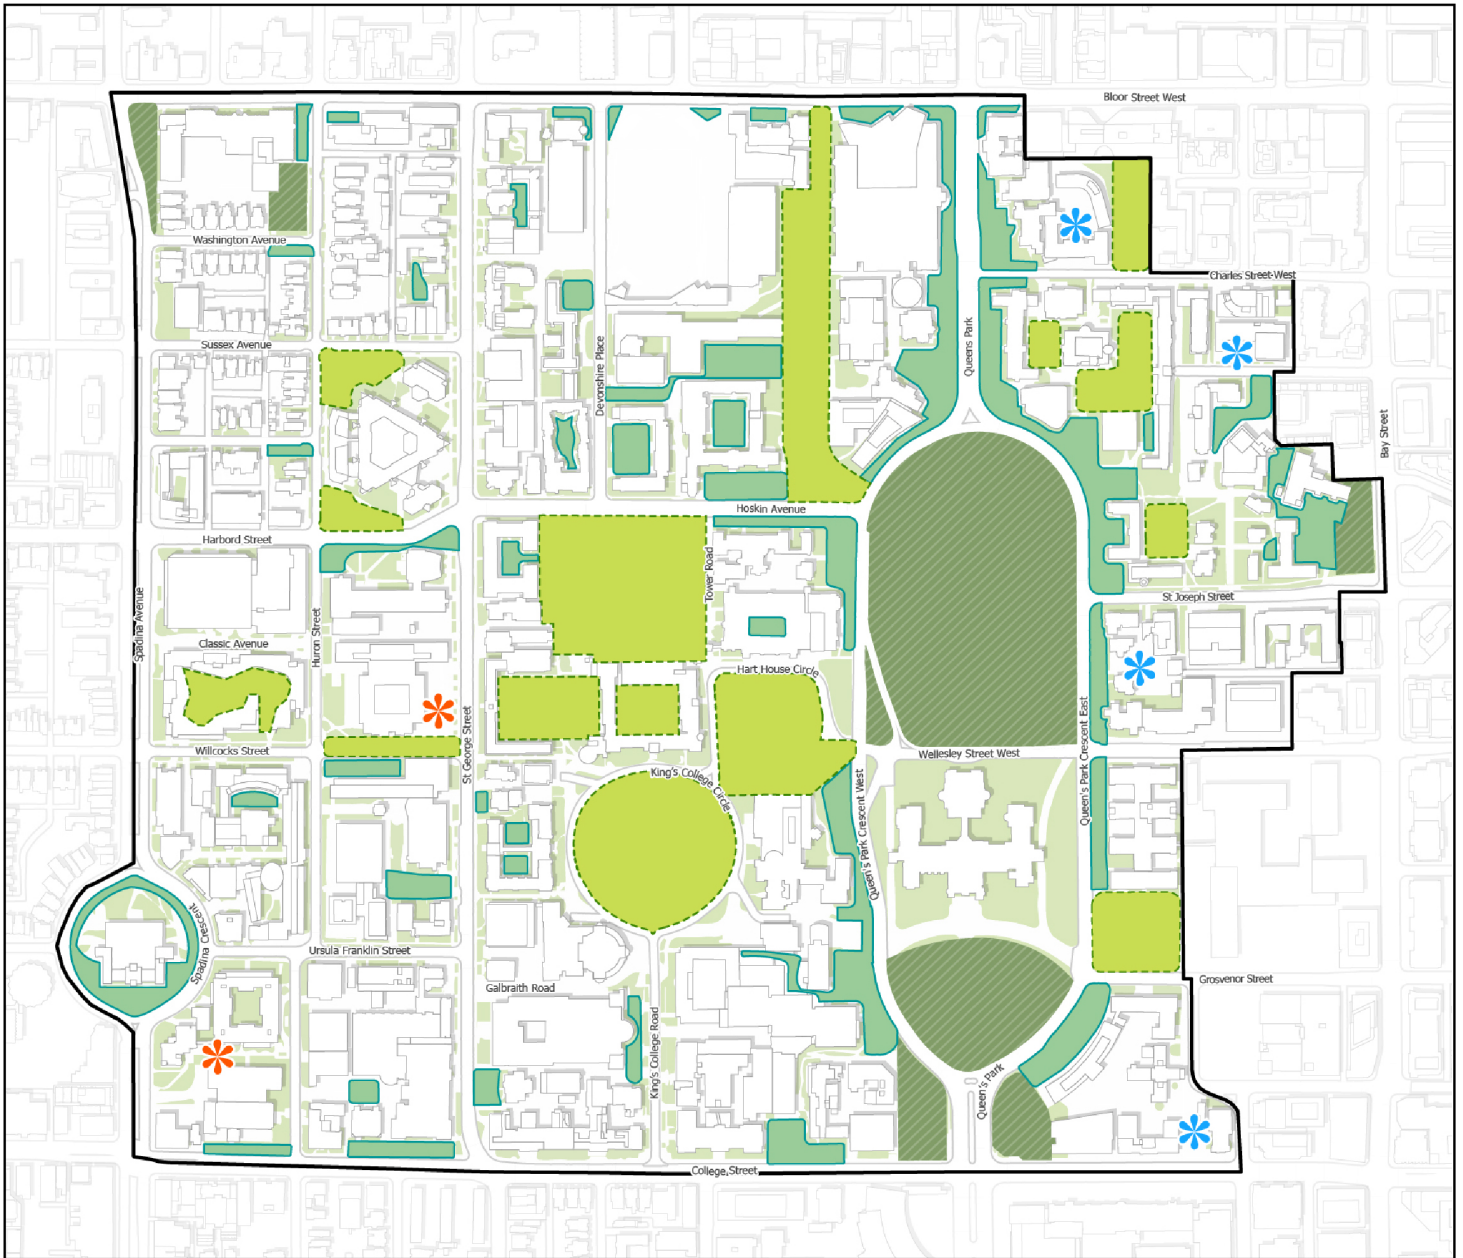 Bloor Street West
Washington Avenue
Charles Street West
Sussex Avenue
Devonshire Place
Queens Park
Bay Street
Hoskin Avenue
Harbord Street
Tower Road
Spadina Avenue
Huron Street
St Joseph Street
Classic Avenue
Hart House Circle
St George Street
Willcocks Street
Queen's Park Crescent East
Wellesley Street West
King's College Circle
Queen's Park Crescent West
Spadina Crescent
Ursula Franklin Street
Galbraith Road
Grosvenor Street
King's College Road
Queen's Park
College Street